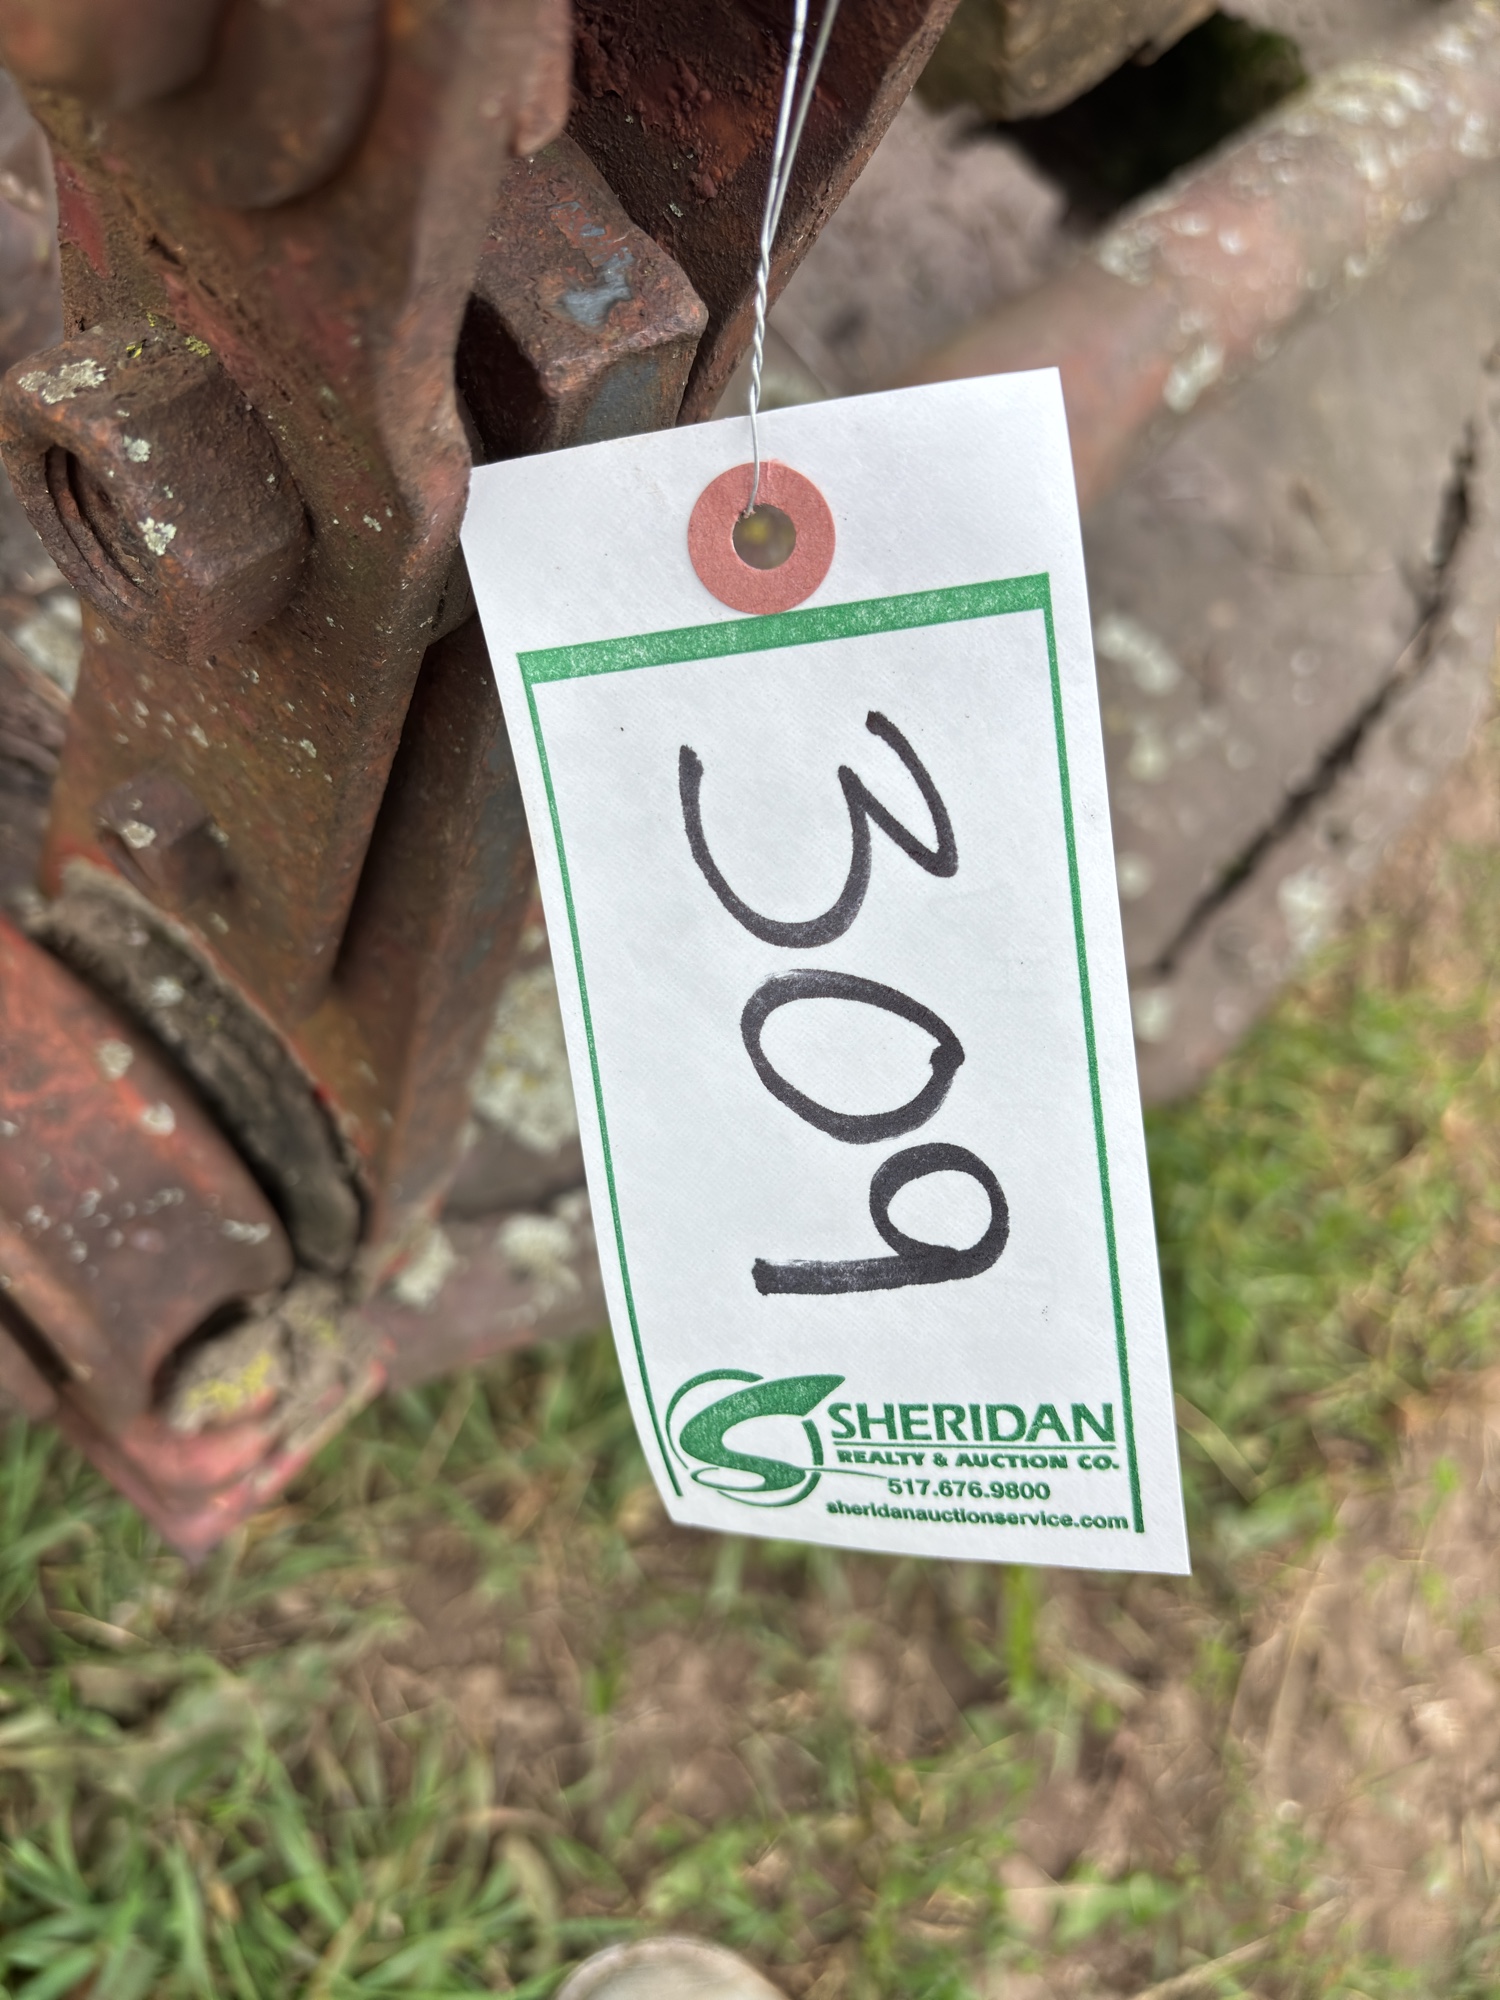 309
SHERIDAN
REALTY & AUCTION CO.
517.676.9800
sheridanauctionservice.com